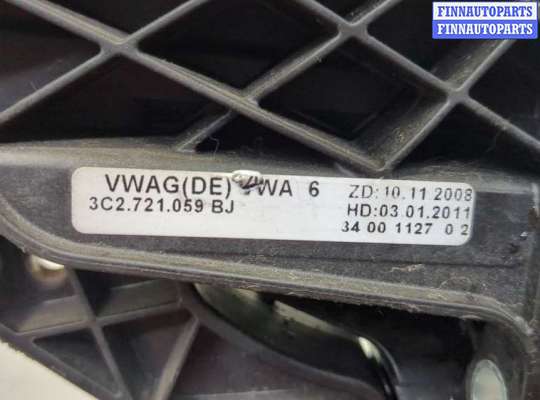 FINNAUTOPARTS
FINNAUTOPARTS
VWAG(DE) 6
ZD:10.11.2008
3C2.721.059 BJ
HD:03.01.2011
34 00 1127 0 2